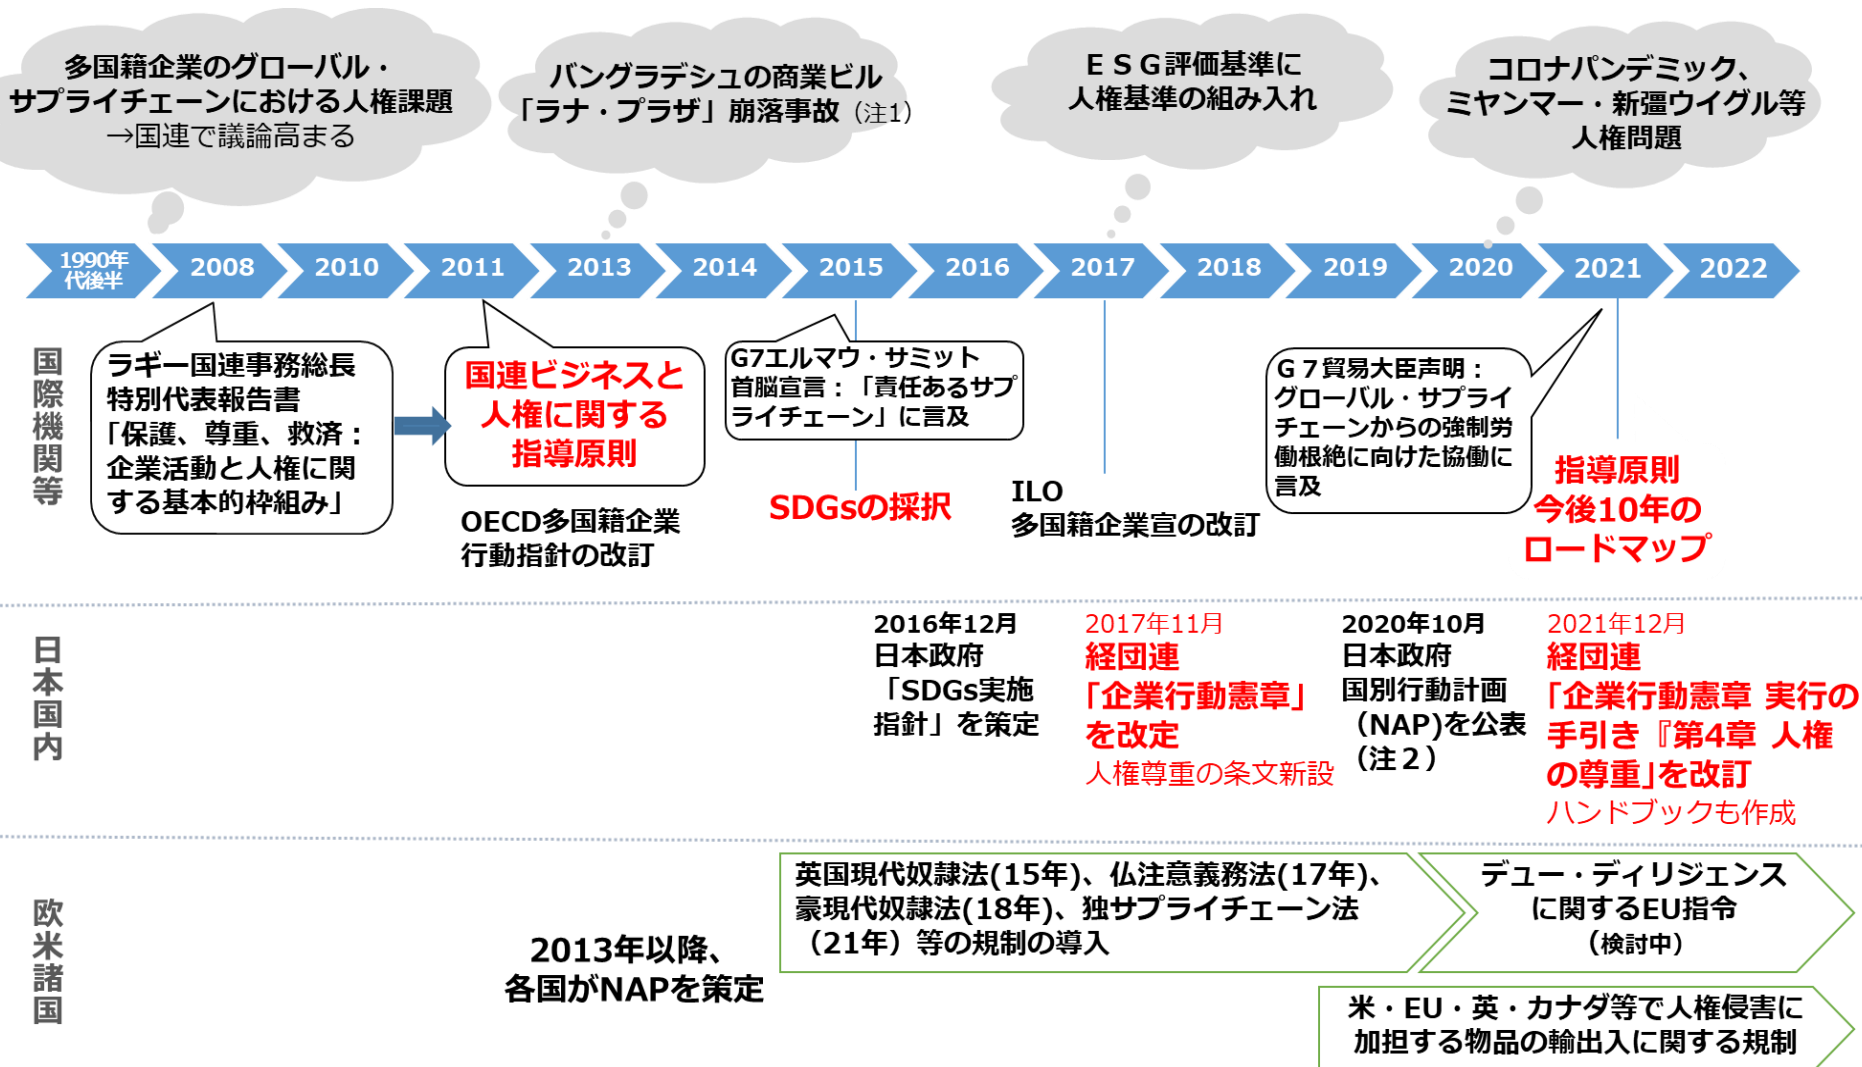 多国籍企業のグローバル・
サプライチェーンにおける人権課題
→国連で議論高まる
バングラデシュの商業ビル
「ラナ・プラザ」崩落事故（注1）
ＥＳＧ評価基準に
人権基準の組み入れ
コロナパンデミック、
ミヤンマー・新疆ウイグル等
人権問題
1990年
代後半
2008
2010
2011
2013
2014
2015
2016
2017
2018
2019
2020
2021
2022
国際機関等
ラギー国連事務総長
特別代表報告書
「保護、尊重、救済：
企業活動と人権に関
する基本的枠組み」
国連ビジネスと
人権に関する
指導原則
OECD多国籍企業
行動指針の改訂
G7エルマウ・サミット
首脳宣言：「責任あるサプ
ライチェーン」に言及
SDGsの採択
ILO
多国籍企業宣の改訂
Ｇ７貿易大臣声明：
グローバル・サプライ
チェーンからの強制労
働根絶に向けた協働に
言及
指導原則
今後10年の
ロードマップ
日本国内
2016年12月
日本政府
「SDGs実施
指針」を策定
2017年11月
経団連
「企業行動憲章」
を改定
人権尊重の条文新設
2020年10月
日本政府
国別行動計画
（NAP)を公表
（注２）
2021年12月
経団連
「企業行動憲章 実行の
手引き『第4章 人権
の尊重」を改訂
ハンドブックも作成
欧米諸国
2013年以降、
各国がNAPを策定
英国現代奴隷法(15年)、仏注意義務法(17年)、
豪現代奴隷法(18年)、独サプライチェーン法
（21年）等の規制の導入
デュー・ディリジェンス
に関するEU指令
（検討中）
米・EU・英・カナダ等で人権侵害に
加担する物品の輸出入に関する規制